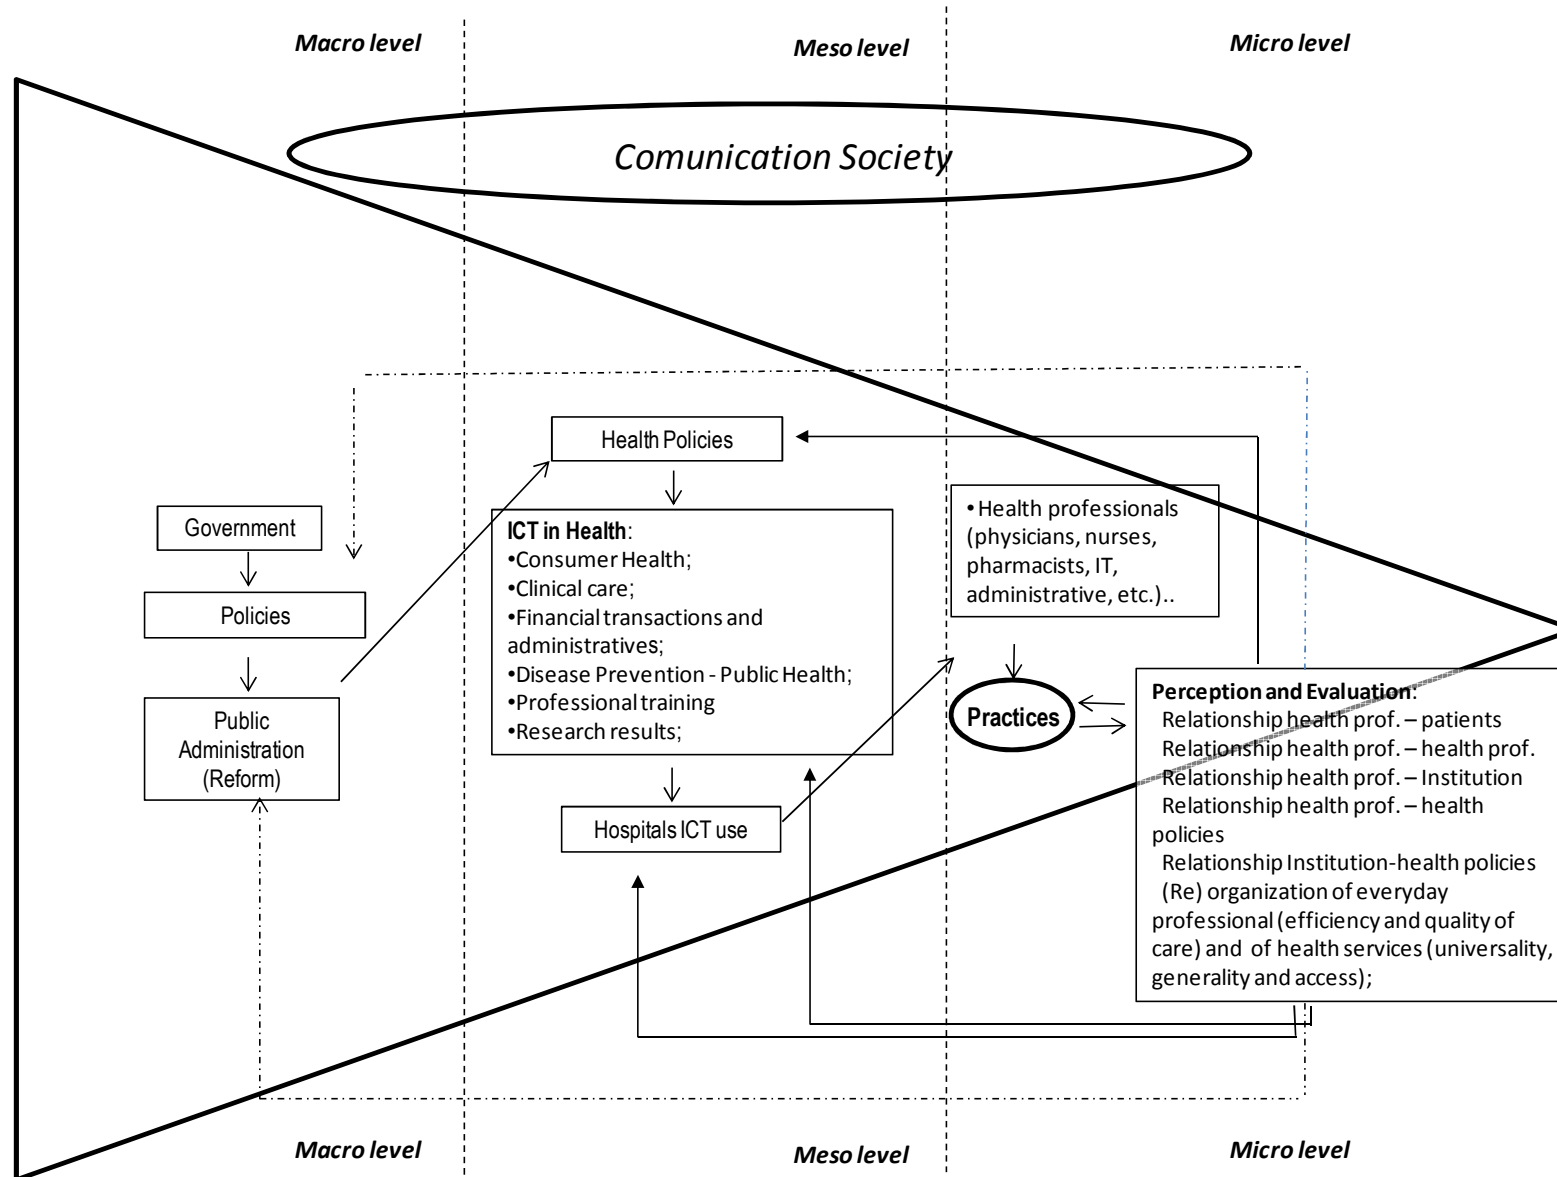 Macro level
Meso level
Micro level
Comunication Society
Health Policies
Government
Policies
Public
Administration
(Reform)
ICT in Health:
•Consumer Health;
•Clinical care;
•Financial transactions and
administratives;
•Disease Prevention - Public Health;
•Professional training
•Research results;
Hospitals ICT use
•Health professionals
(physicians, nurses,
pharmacists, IT,
administrative, etc.)..
Practices
Perception and Evaluation:
Relationship health prof. – patients
Relationship health prof. – health prof.
Relationship health prof. – Institution
Relationship health prof. – health
policies
Relationship Institution-health policies
(Re) organization of everyday
professional (efficiency and quality of
care) and of health services (universality,
generality and access);
Macro level
Meso level
Micro level